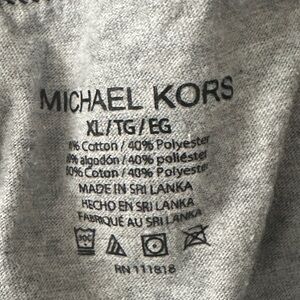 MICHAEL KORS
XL/TG/EG
% Cotton / 40% Polyester
% algodón / 40% poliéster
60% Coton / 40% Polyester
MADE IN SRI LANKA
HECHO EN SRI LANKA
FABRIQUÉ AU SRI LANKA
RN 111818